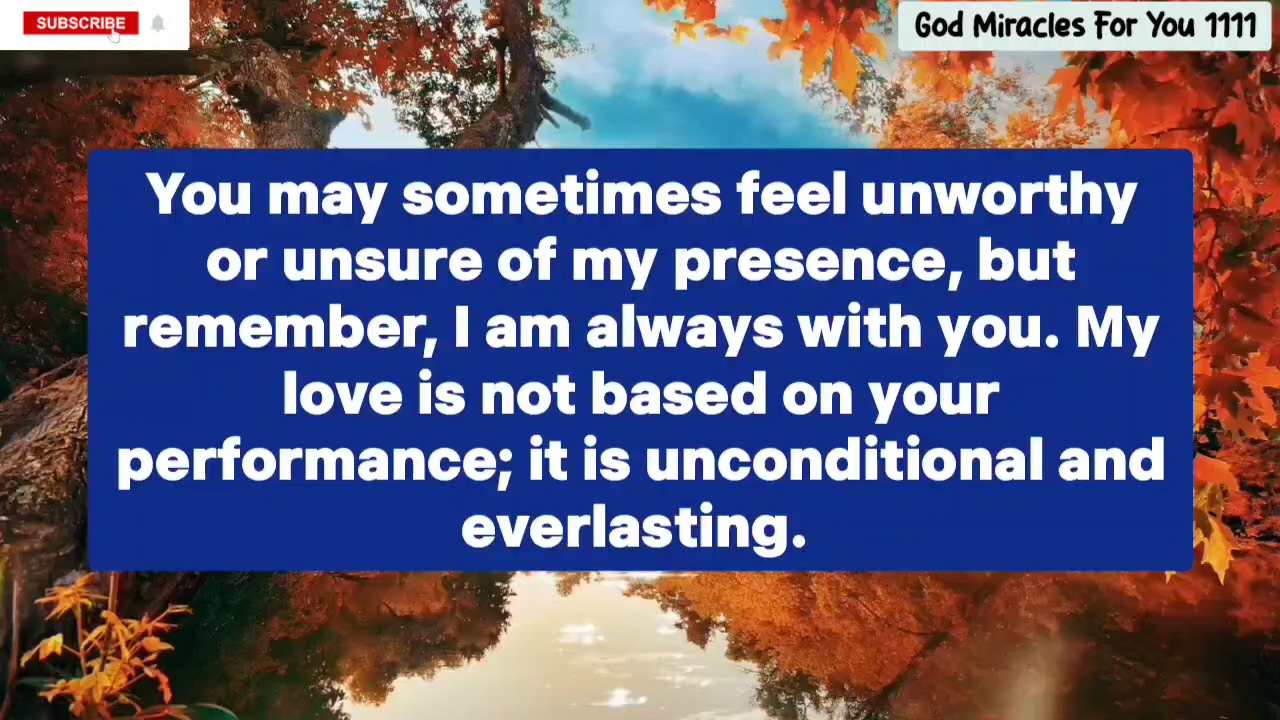 SUBSCRIBE
God Miracles For You 1111
You may sometimes feel unworthy
or unsure of my presence, but
remember, I am always with you. My
love is not based on your
performance; it is unconditional and
everlasting.